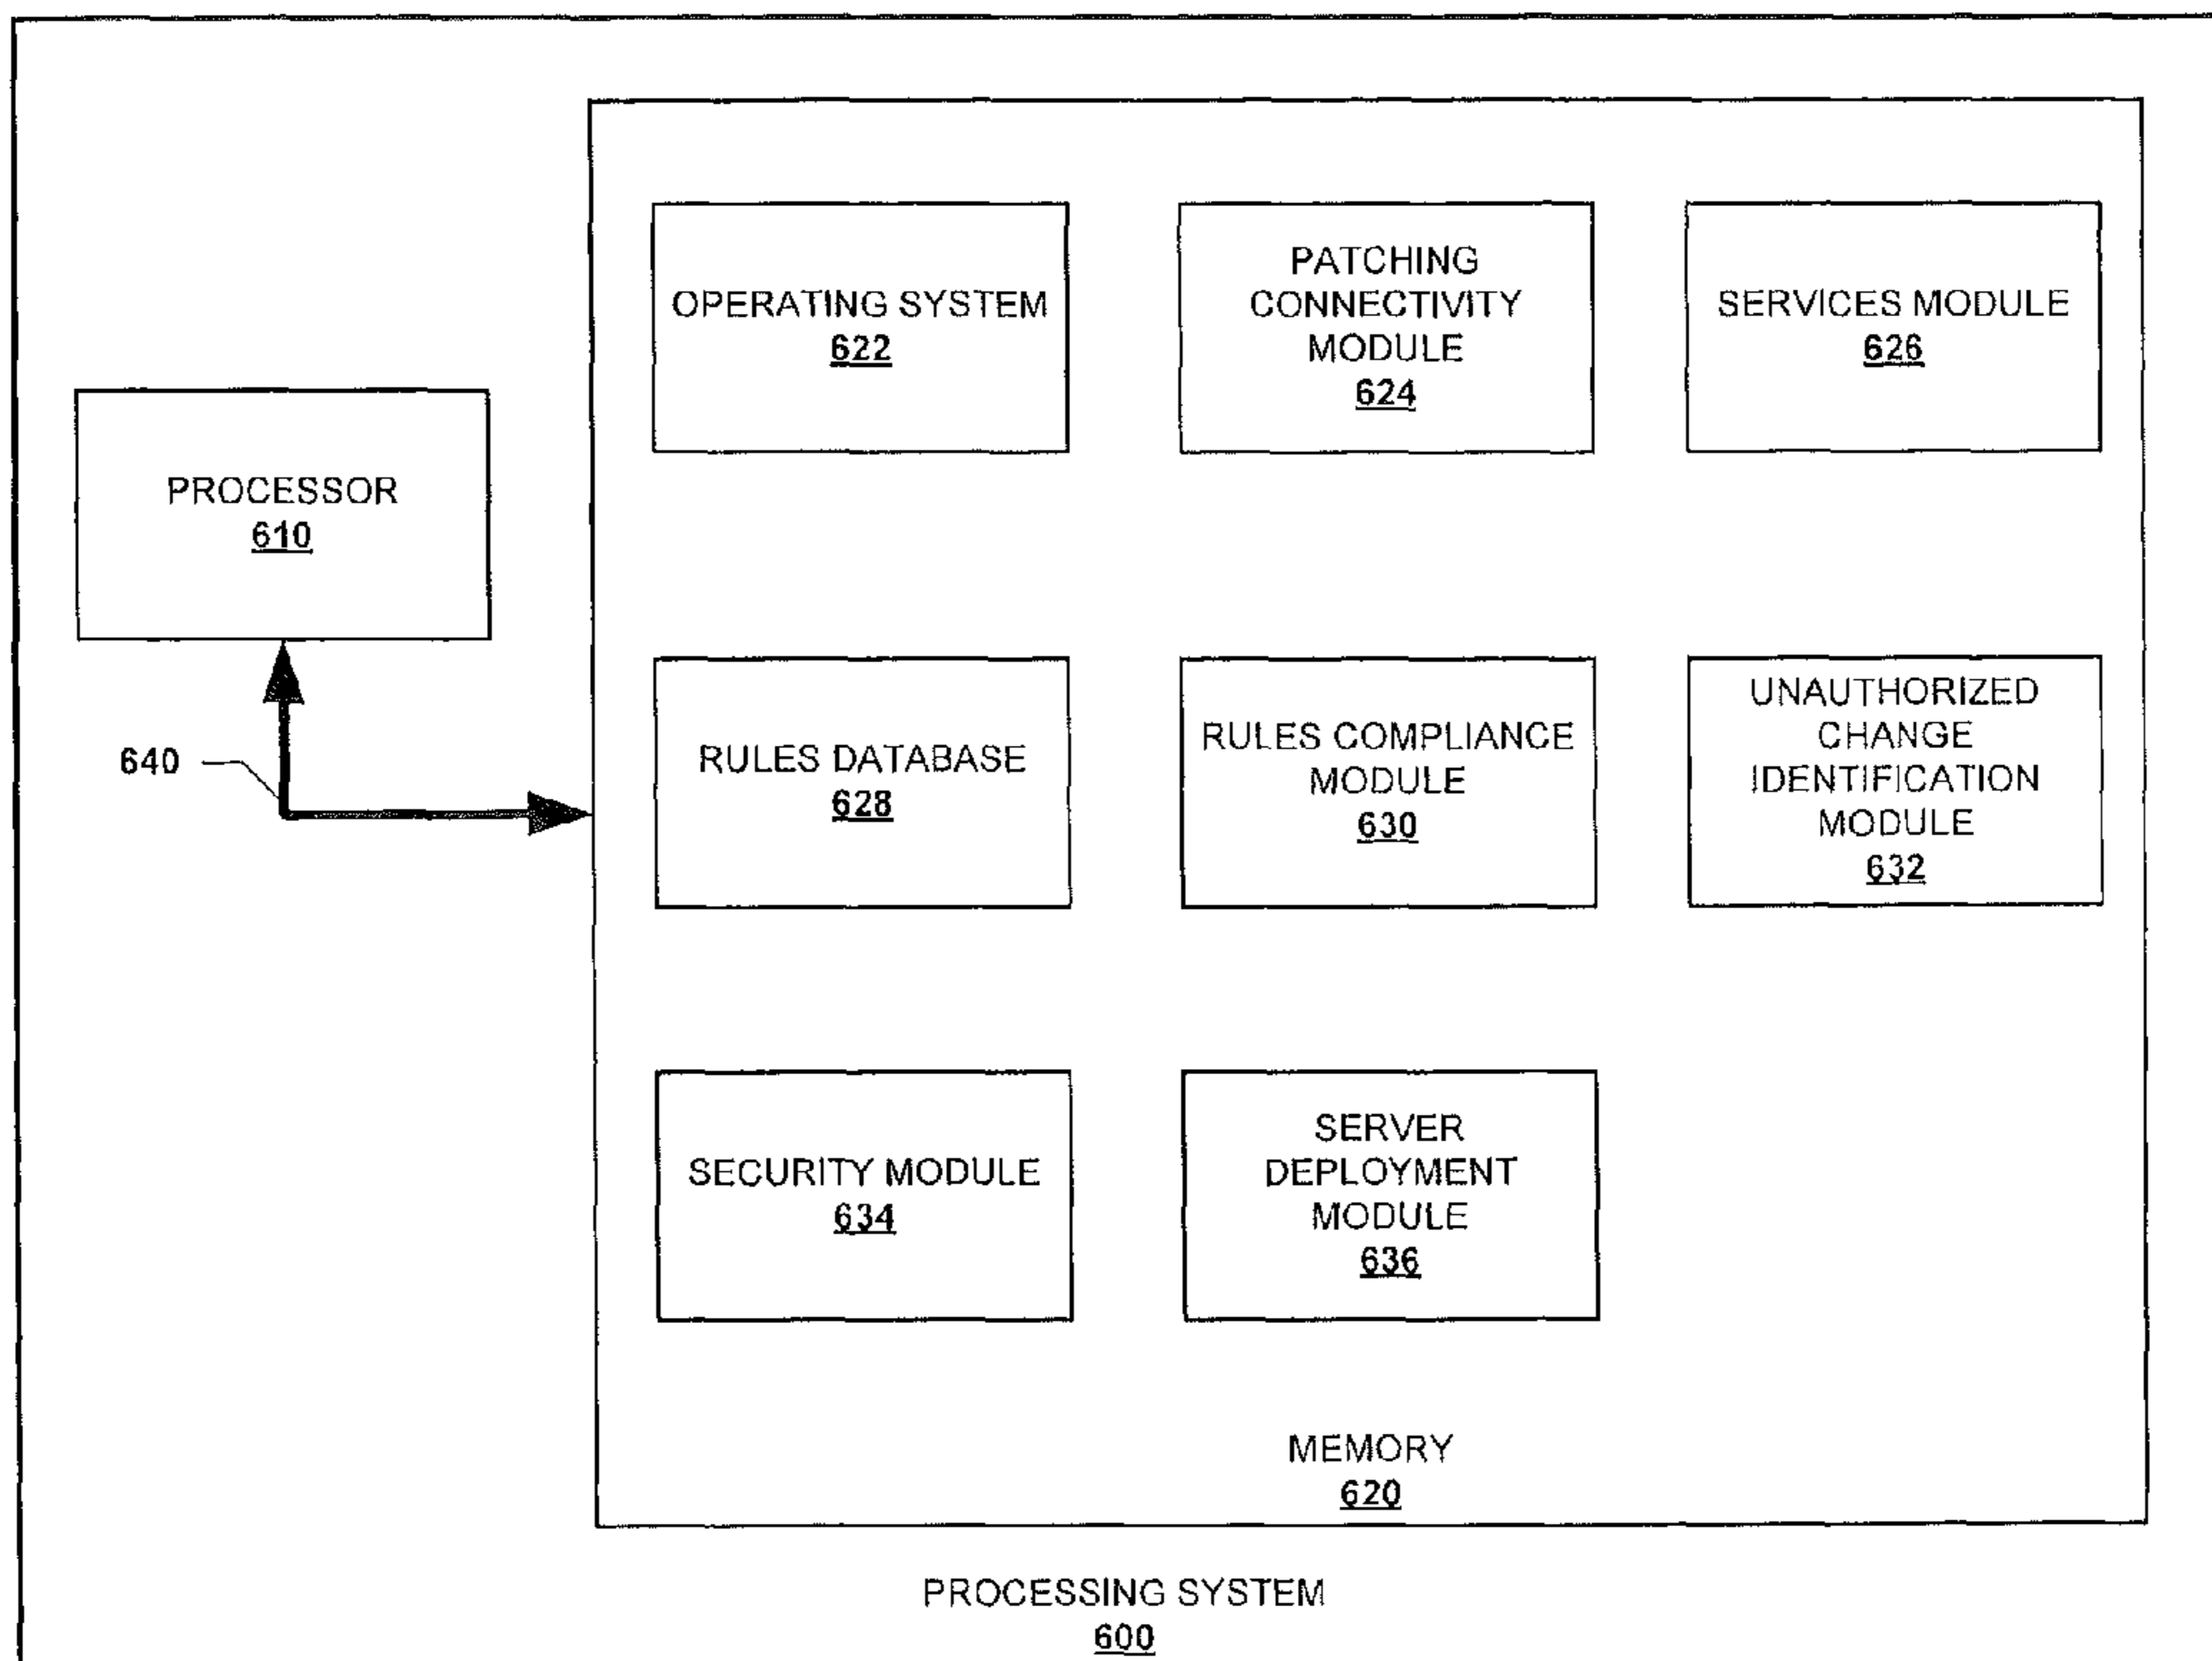 OPERATING SYSTEM
622
PATCHING
CONNECTIVITY
MODULE
624
SERVICES MODULE
626
PROCESSOR
610
640
RULES DATABASE
628
RULES COMPLIANCE
MODULE
630
UNAUTHORIZED
CHANGE
IDENTIFICATION
MODULE
632
SECURITY MODULE
634
SERVER
DEPLOYMENT
MODULE
636
MEMORY
620
PROCESSING SYSTEM
600